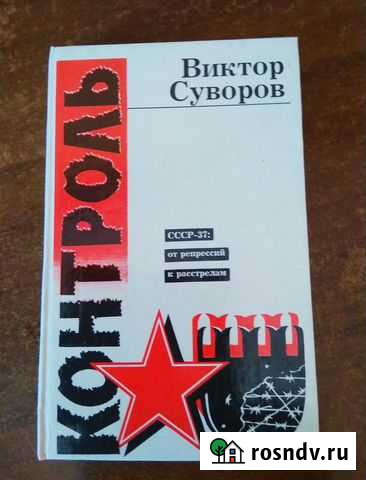 Виктор
Суворов
КОНТРОЛЬ
СССР-37:
от репрессий
к расстрелам
rosndv.ru